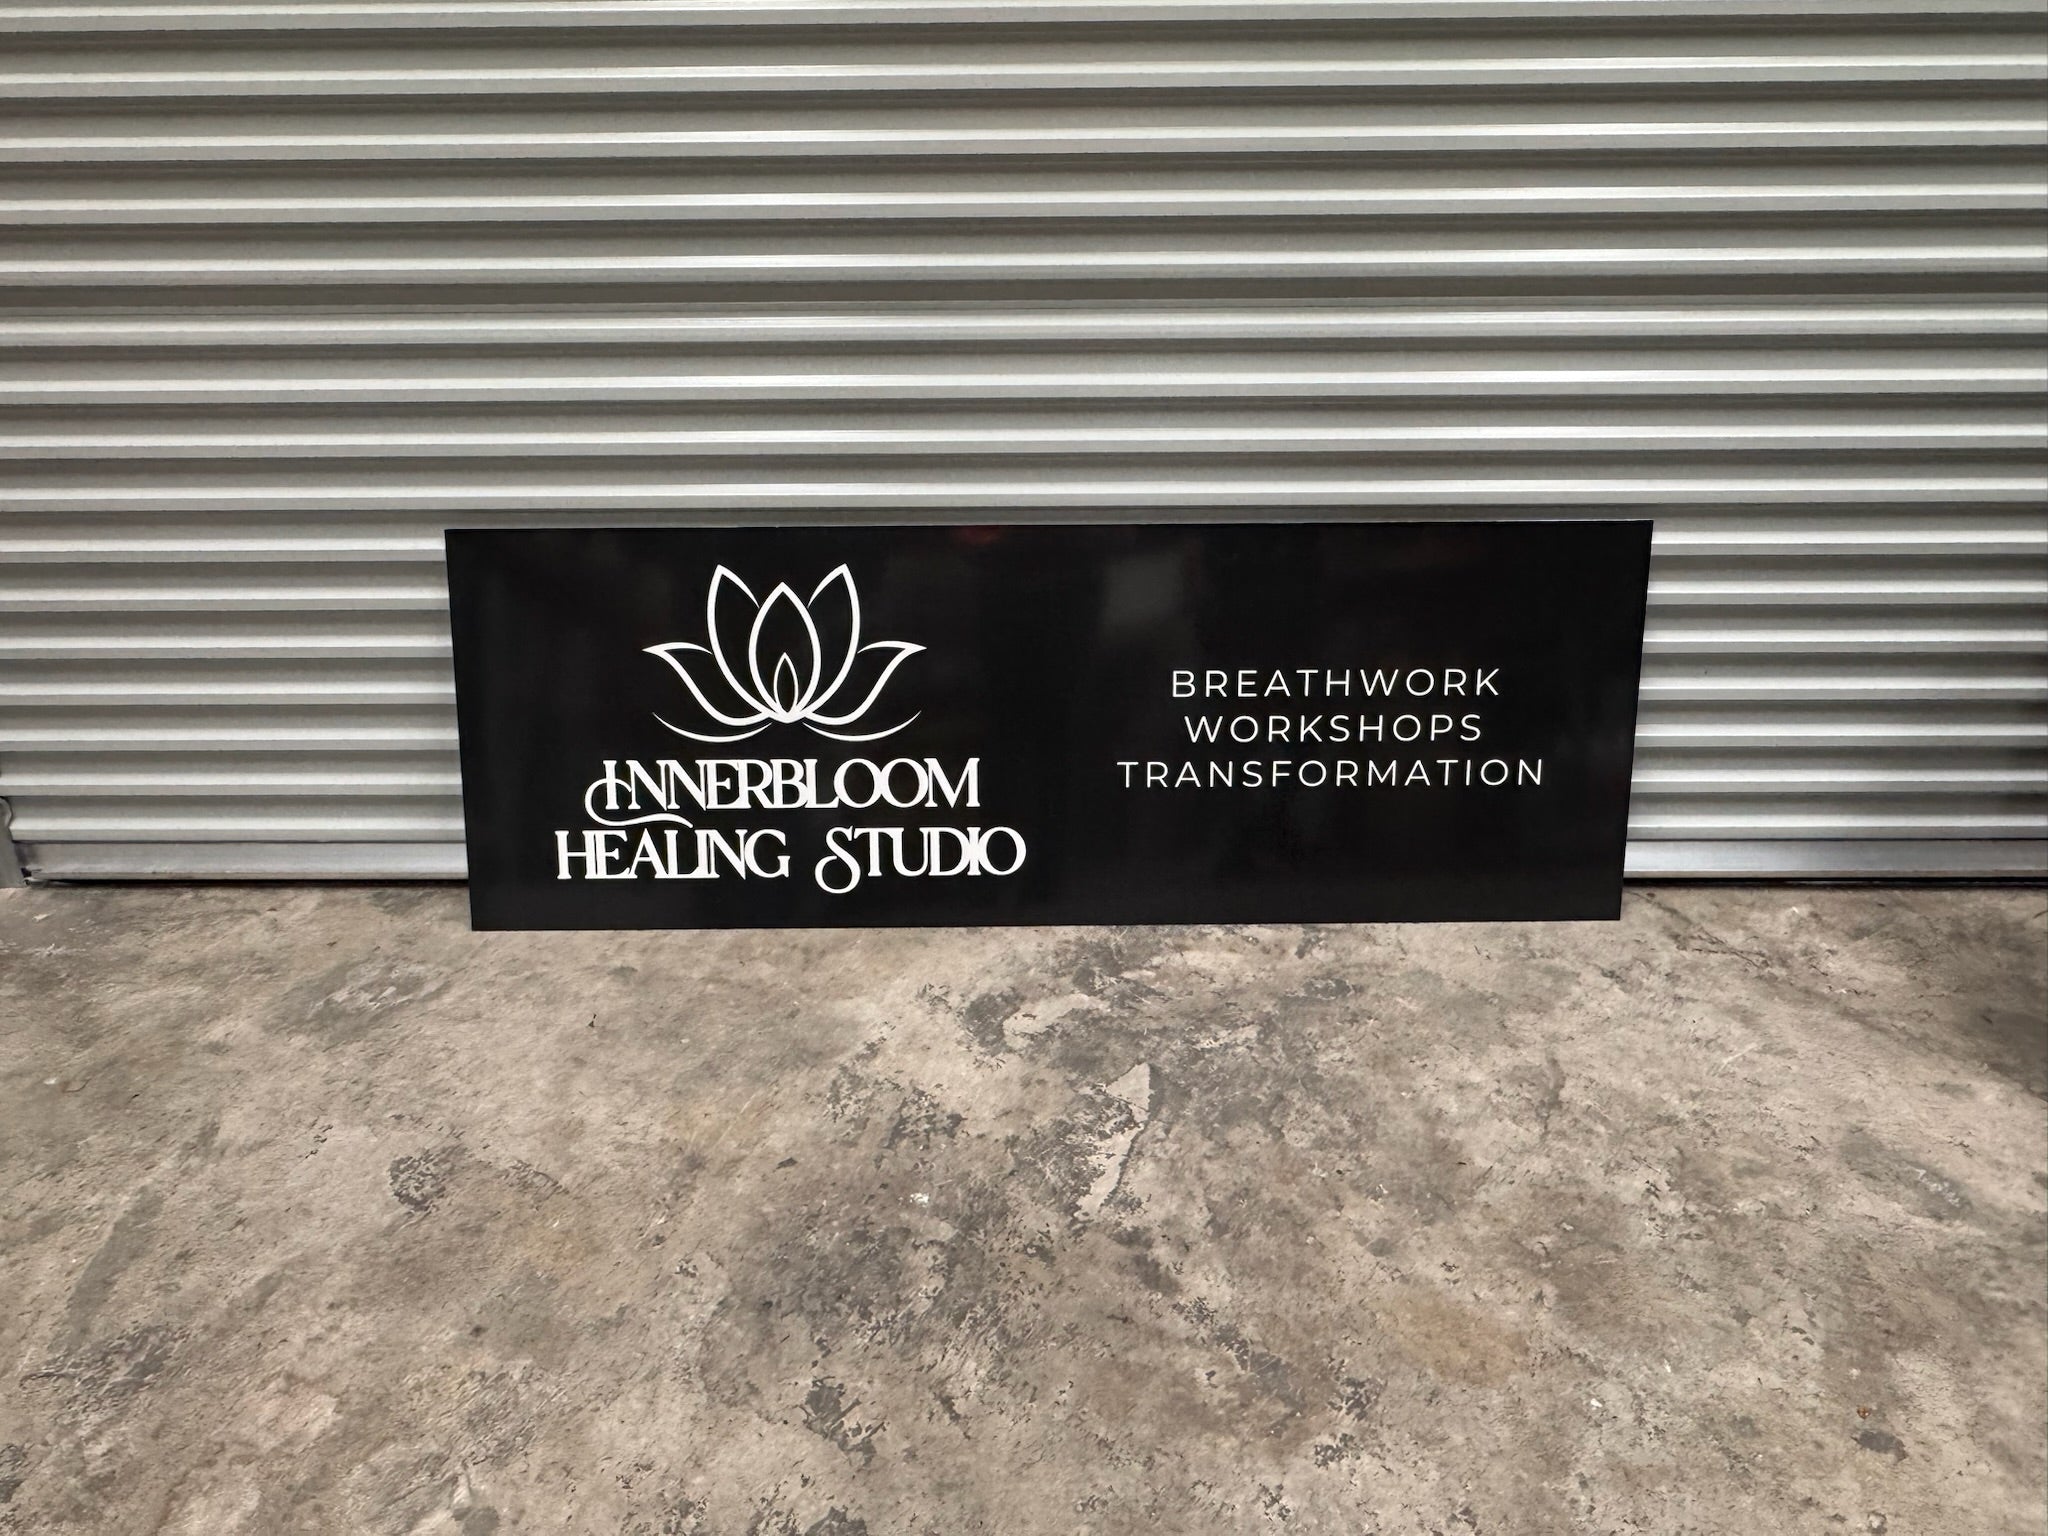 INNERBLOOM
HEALING STUDIO
BREATHWORK
WORKSHOPS
TRANSFORMATION